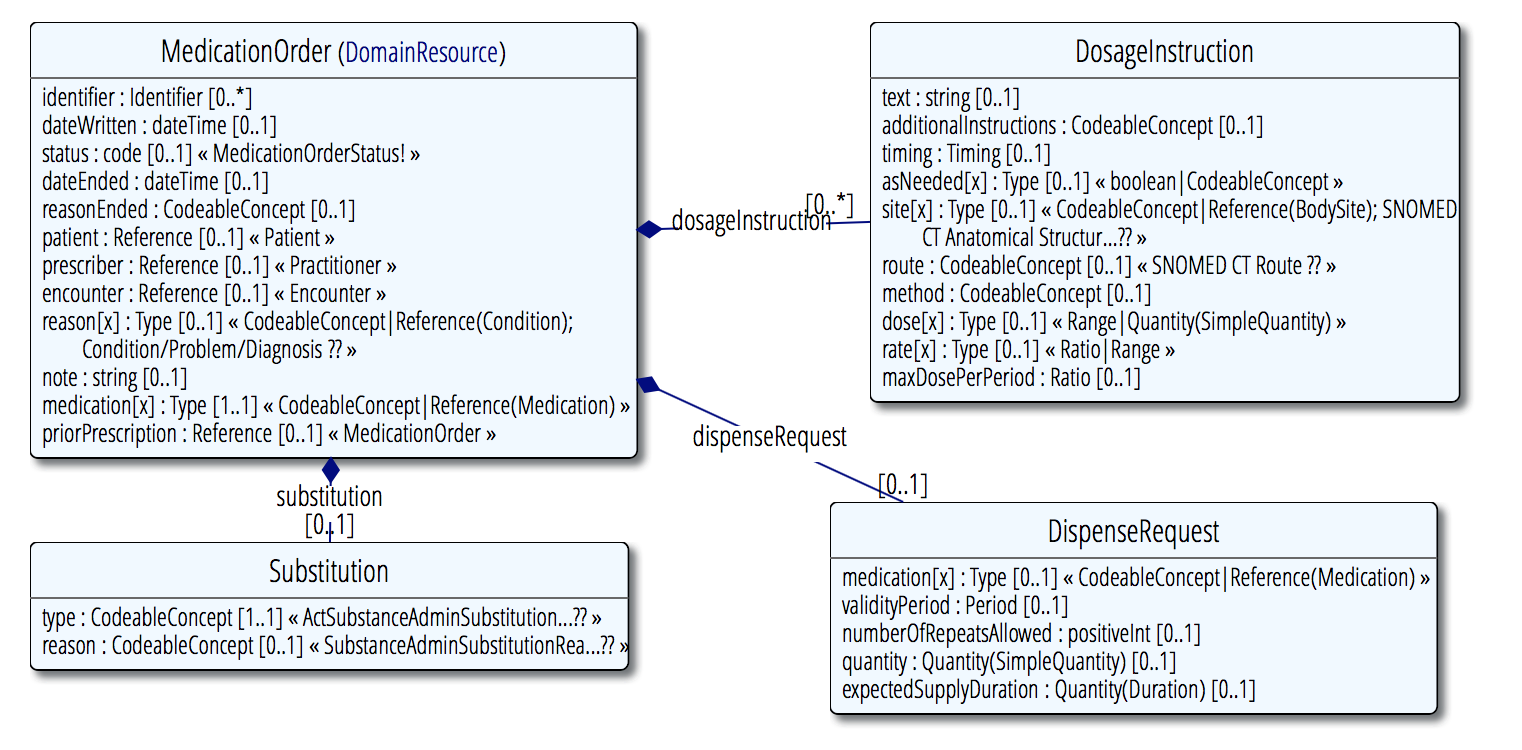 MedicationOrder (DomainResource)
identifier : Identifier [0..*]
dateWritten : dateTime [0..1]
status : code [0..1] « MedicationOrderStatus! »
dateEnded : dateTime [0..1]
reasonEnded : CodeableConcept [0..1]
patient : Reference [0..1] « Patient »
prescriber : Reference [0..1] « Practitioner »
encounter : Reference [0..1] « Encounter »
reason[x] : Type [0..1] « CodeableConcept|Reference(Condition);
Condition/Problem/Diagnosis ?? »
note : string [0..1]
medication[x] : Type [1..1] « CodeableConcept|Reference(Medication) »
priorPrescription : Reference [0..1] « MedicationOrder »
dosageInstruction
[0..*]
DosageInstruction
text : string [0..1]
additionalInstructions : CodeableConcept [0..1]
timing : Timing [0..1]
asNeeded[x] : Type [0..1] « boolean|CodeableConcept »
site[x] : Type [0..1] « CodeableConcept|Reference(BodySite); SNOMED
CT Anatomical Structur...?? »
route : CodeableConcept [0..1] « SNOMED CT Route ?? »
method : CodeableConcept [0..1]
dose[x] : Type [0..1] « Range|Quantity(SimpleQuantity) »
rate[x] : Type [0..1] « Ratio|Range »
maxDosePerPeriod : Ratio [0..1]
dispenseRequest
[0..1]
substitution
[0..1]
Substitution
type : CodeableConcept [1..1] « ActSubstanceAdminSubstitution...?? »
reason : CodeableConcept [0..1] « SubstanceAdminSubstitutionRea...?? »
DispenseRequest
medication[x] : Type [0..1] « CodeableConcept|Reference(Medication) »
validityPeriod : Period [0..1]
numberOfRepeatsAllowed : positiveInt [0..1]
quantity : Quantity(SimpleQuantity) [0..1]
expectedSupplyDuration : Quantity(Duration) [0..1]